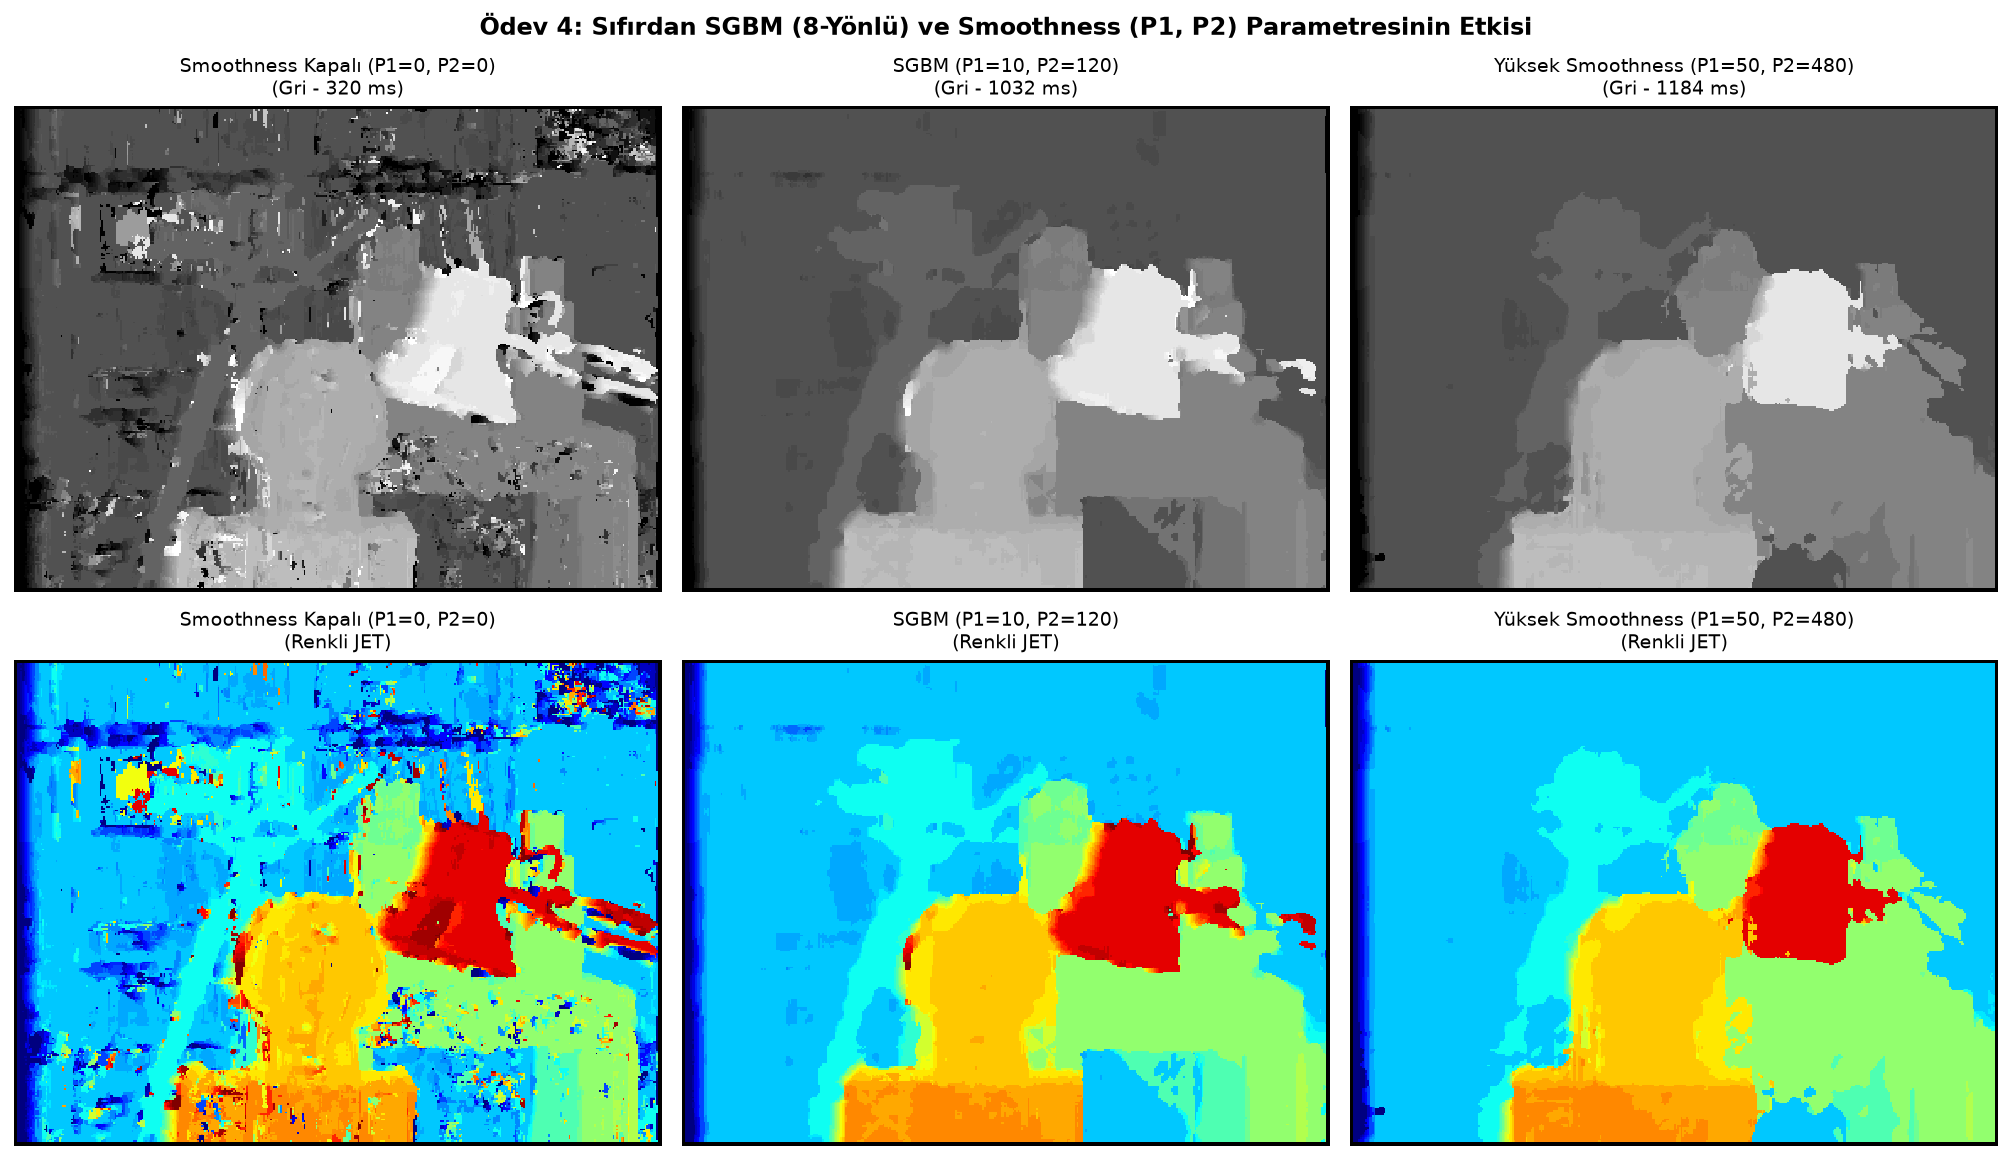 Ödev 4: Sıfırdan SGBM (8-Yönlü) ve Smoothness (P1, P2) Parametresinin Etkisi
Smoothness Kapalı (P1=0, P2=0)
(Gri - 320 ms)
SGBM (P1=10, P2=120)
(Gri - 1032 ms)
Yüksek Smoothness (P1=50, P2=480)
(Gri - 1184 ms)
Smoothness Kapalı (P1=0, P2=0)
(Renkli JET)
SGBM (P1=10, P2=120)
(Renkli JET)
Yüksek Smoothness (P1=50, P2=480)
(Renkli JET)